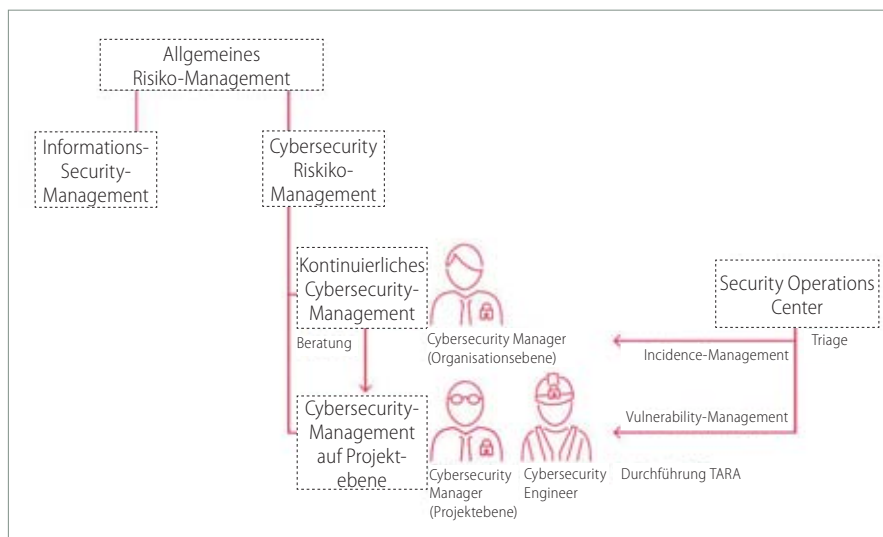 Allgemeines
Risiko-Management
Informations-
Security-
Management
Cybersecurity
Riskiko-
Management
Kontinuierliches
Cybersecurity-
Management
Security Operations
Center
Beratung
Cybersecurity Manager
(Organisationsebene)
Triage
Incidence-Management
Cybersecurity-
Management
auf Projekt-
ebene
Vulnerability-Management
Cybersecurity
Manager
(Projektebene)
Cybersecurity
Engineer
Durchführung TARA